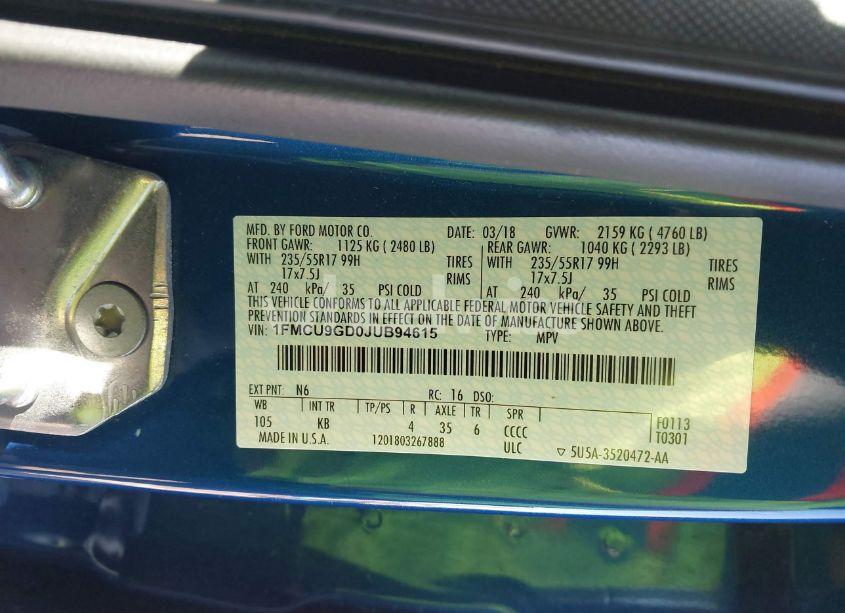 MFD. BY FORD MOTOR CO. DATE: 03/18 GVWR: 2159 KG ( 4760 LB)
FRONT GAWR: 1125 KG ( 2480 LB) REAR GAWR: 1040 KG ( 2293 LB)
WITH 235/55R17 99H TIRES WITH 235/55R17 99H TIRES
17x7.5J RIMS 17x7.5J RIMS
AT 240 kPa/ 35 PSI COLD AT 240 kPa/ 35 PSI COLD
THIS VEHICLE CONFORMS TO ALL APPLICABLE FEDERAL MOTOR VEHICLE SAFETY AND THEFT
PREVENTION STANDARDS IN EFFECT ON THE DATE OF MANUFACTURE SHOWN ABOVE.
VIN: 1FMCU9GD0JUB94615 TYPE: MPV
EXT PNT: N6 RC: 16 DSO:
WB INT TR TP/PS R AXLE TR SPR
105 KB 4 35 6 CCCC
ULC
F0113
T0301
MADE IN U.S.A. 1201803267888 ▽ 5U5A-3520472-AA